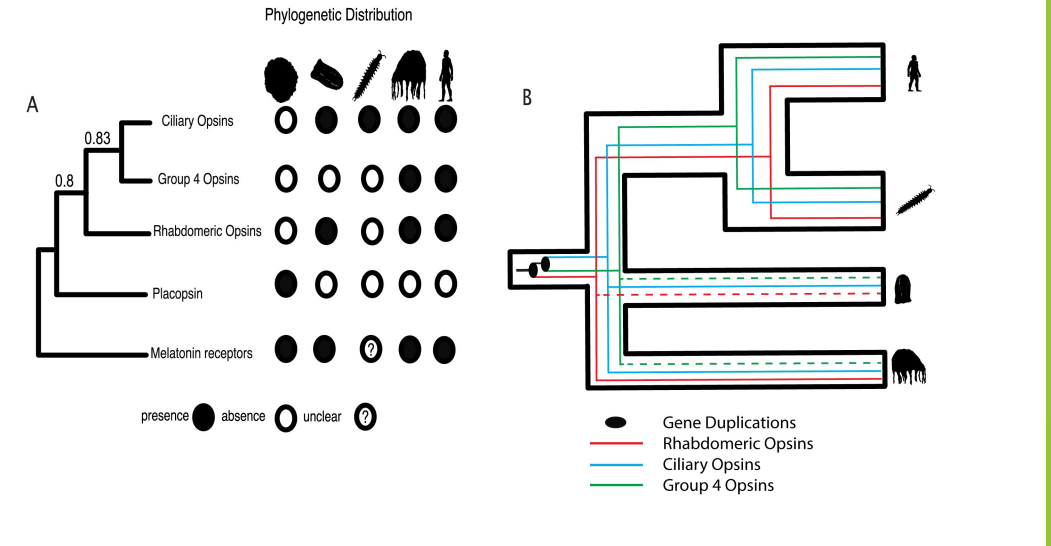 Phylogenetic Distribution
A
B
Ciliary Opsins
0.83
Group 4 Opsins
0.8
Rhabdomeric Opsins
Placopsin
Melatonin receptors
?
presence absence unclear ?
Gene Duplications
Rhabdomeric Opsins
Ciliary Opsins
Group 4 Opsins